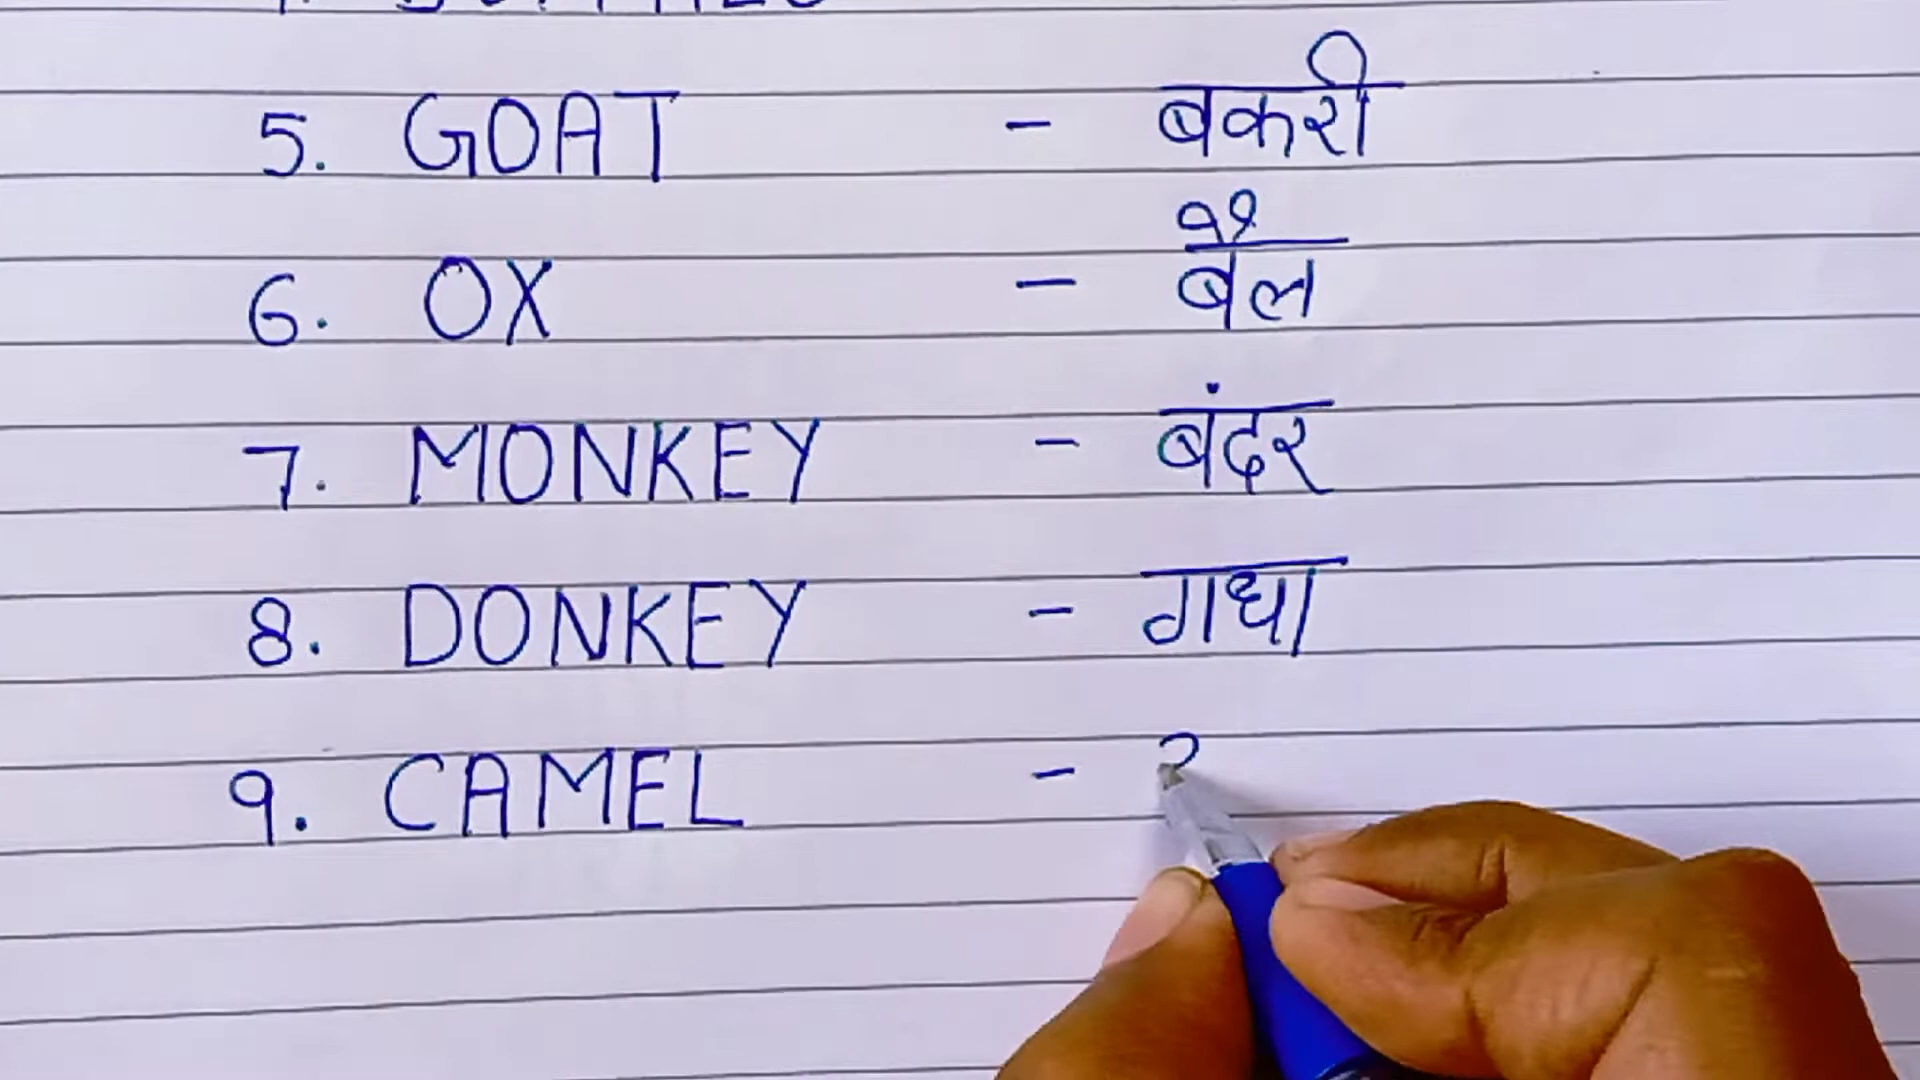 5. GOAT - बकरी
6. OX - बैल
7. MONKEY - बंदर
8. DONKEY - गधा
9. CAMEL -